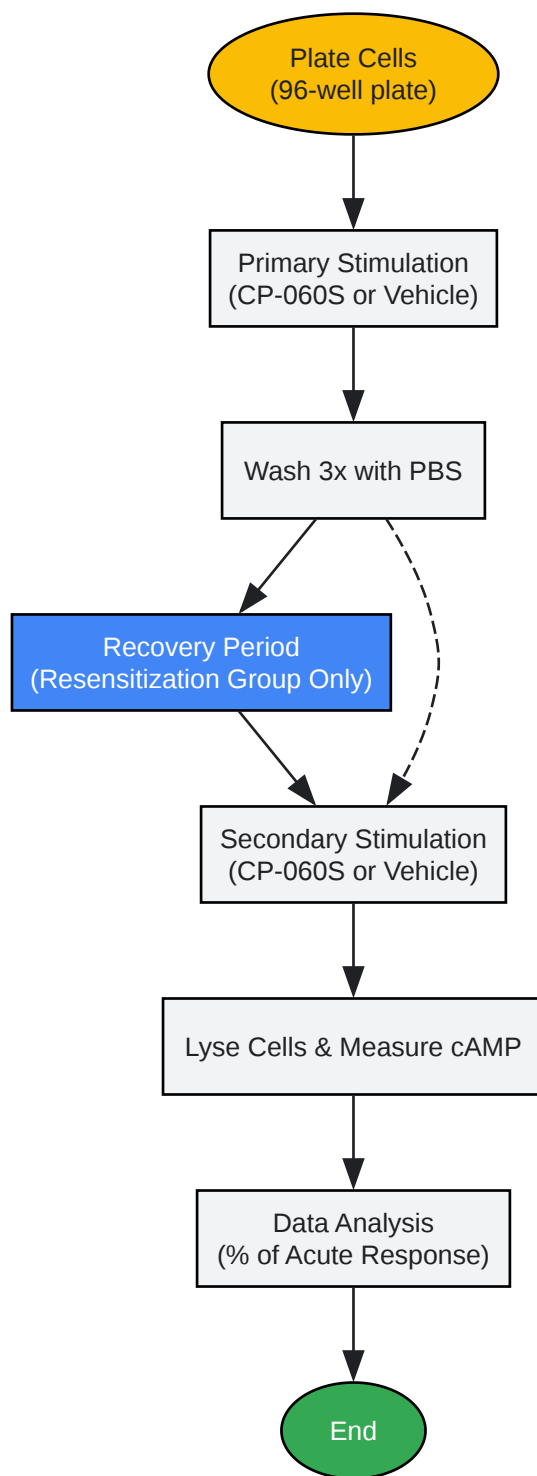 Plate Cells
(96-well plate)
Primary Stimulation
(CP-060S or Vehicle)
Wash 3x with PBS
Recovery Period
(Resensitization Group Only)
Secondary Stimulation
(CP-060S or Vehicle)
Lyse Cells & Measure cAMP
Data Analysis
(% of Acute Response)
End